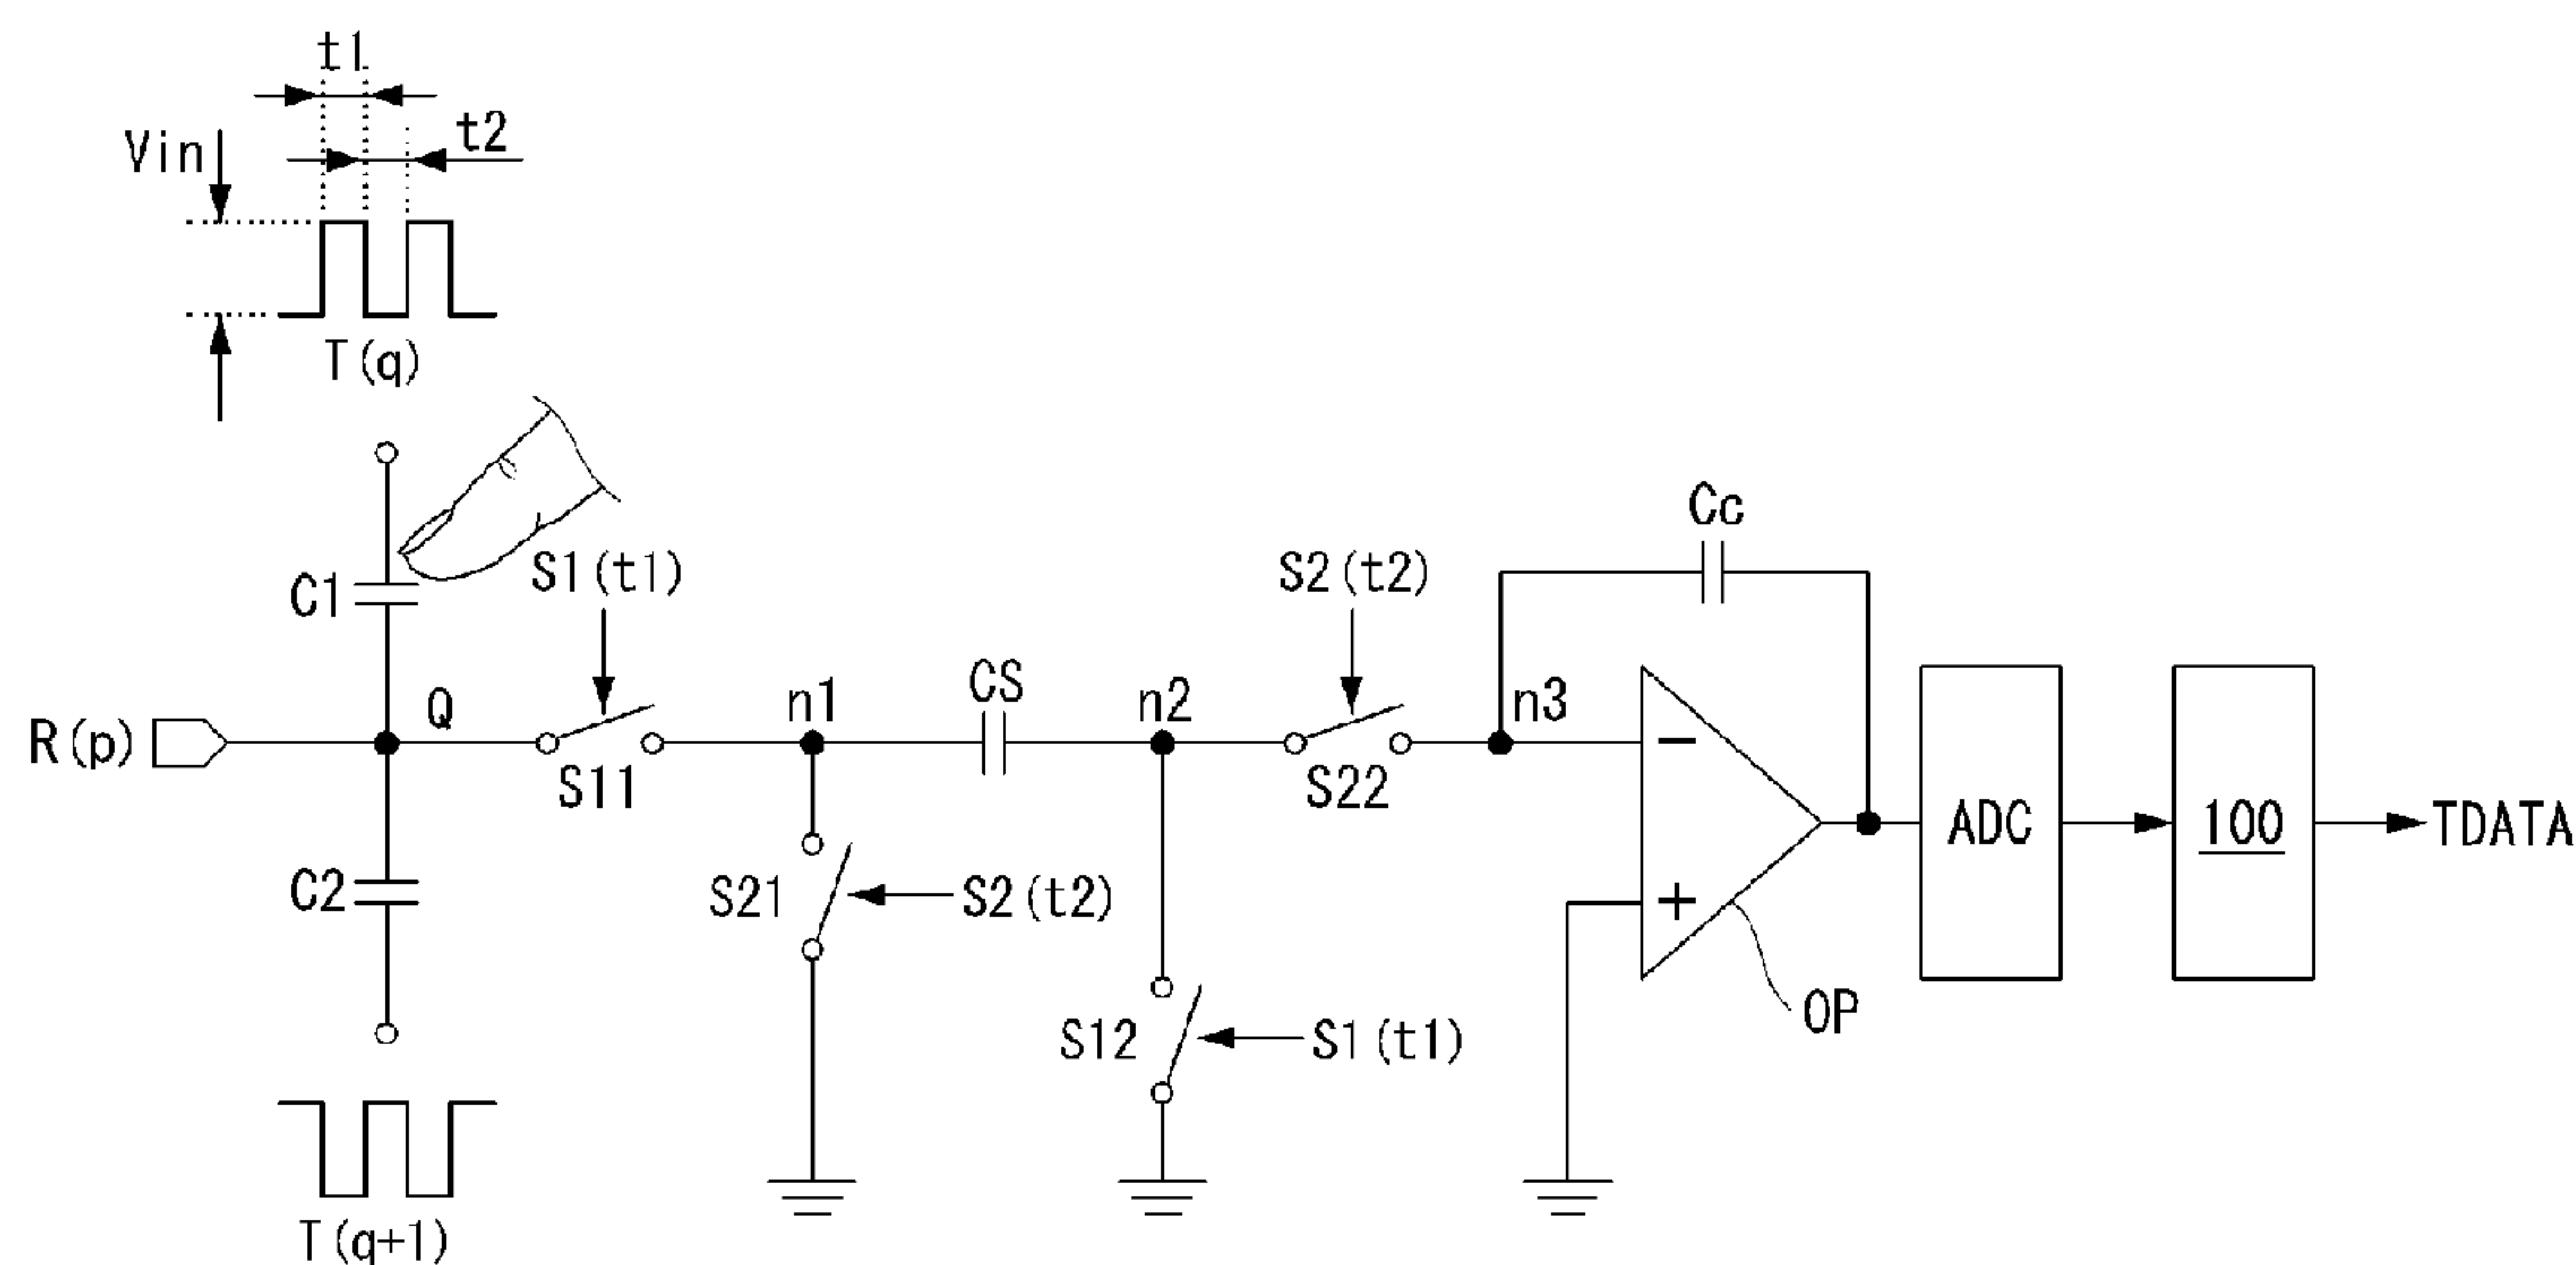 t1
t2
Vin
T(q)
C1
S1(t1)
S2(t2)
Cc
R(p)
Q
S11
n1
CS
n2
S22
n3
−
+
OP
ADC
100
TDATA
C2
S21
S2(t2)
S12
S1(t1)
T(q+1)